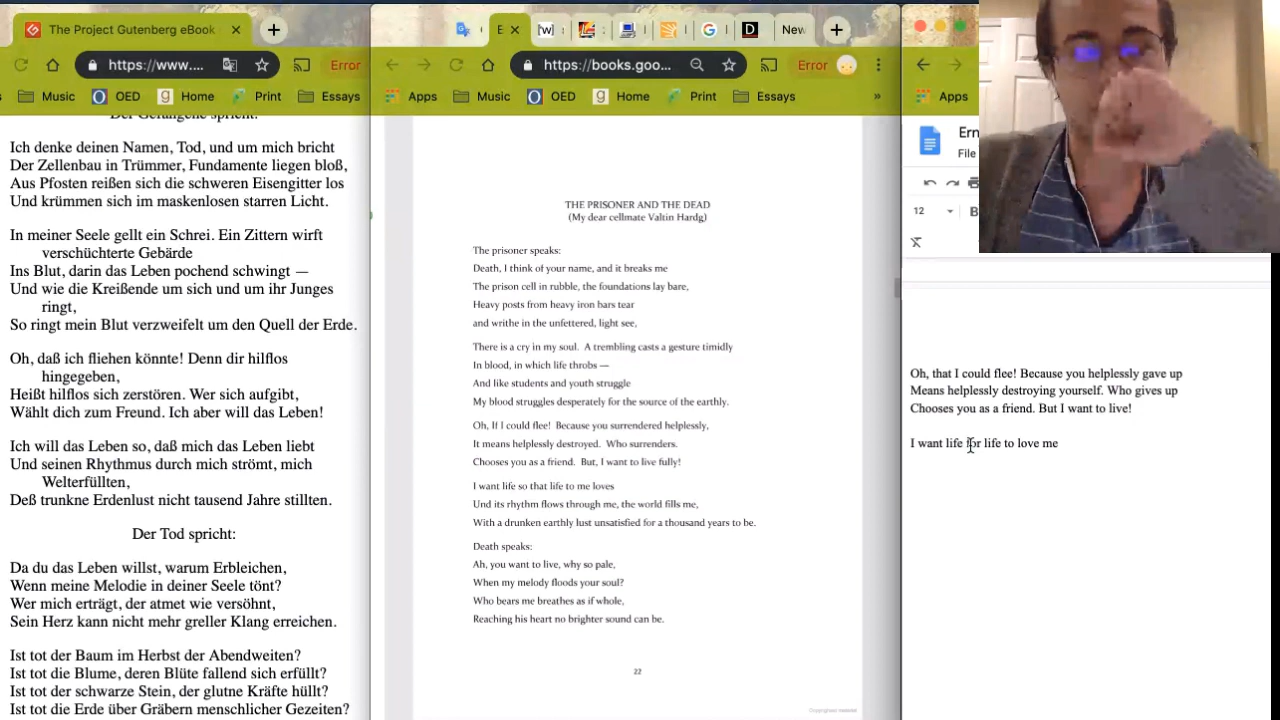 The Project Gutenberg eBook
https://www....
Error
Music
OED
Home
Print
Essays
Der Gefangene spricht:
Ich denke deinen Namen, Tod, und um mich bricht
Der Zellenbau in Trümmer, Fundamente liegen bloß,
Aus Pfosten reißen sich die schweren Eisengitter los
Und krümmen sich im maskenlosen starren Licht.
In meiner Seele gellt ein Schrei. Ein Zittern wirft
verschüchterte Gebärde
Ins Blut, darin das Leben pochend schwingt —
Und wie die Kreißende um sich und um ihr Junges
ringt,
So ringt mein Blut verzweifelt um den Quell der Erde.
Oh, daß ich fliehen könnte! Denn dir hilflos
hingegeben,
Heißt hilflos sich zerstören. Wer sich aufgibt,
Wählt dich zum Freund. Ich aber will das Leben!
Ich will das Leben so, daß mich das Leben liebt
Und seinen Rhythmus durch mich strömt, mich
Welterfüllten,
Deß trunkne Erdenlust nicht tausend Jahre stillten.
Der Tod spricht:
Da du das Leben willst, warum Erbleichen,
Wenn meine Melodie in deiner Seele tönt?
Wer mich erträgt, der atmet wie versöhnt,
Sein Herz kann nicht mehr greller Klang erreichen.
Ist tot der Baum im Herbst der Abendweiten?
Ist tot die Blume, deren Blüte fallend sich erfüllt?
Ist tot der schwarze Stein, der glutne Kräfte hüllt?
Ist tot die Erde über Gräbern menschlicher Gezeiten?
E
New
https://books.goo...
Error
Apps
Music
OED
Home
Print
Essays
»
THE PRISONER AND THE DEAD
(My dear cellmate Valtin Hardg)
The prisoner speaks:
Death, I think of your name, and it breaks me
The prison cell in rubble, the foundations lay bare,
Heavy posts from heavy iron bars tear
and writhe in the unfettered, light see,
There is a cry in my soul. A trembling casts a gesture timidly
In blood, in which life throbs —
And like students and youth struggle
My blood struggles desperately for the source of the earthly.
Oh, If I could flee! Because you surrendered helplessly,
It means helplessly destroyed. Who surrenders.
Chooses you as a friend. But, I want to live fully!
I want life so that life to me loves
Und its rhythm flows through me, the world fills me,
With a drunken earthly lust unsatisfied for a thousand years to be.
Death speaks:
Ah, you want to live, why so pale,
When my melody floods your soul?
Who bears me breathes as if whole,
Reaching his heart no brighter sound can be.
22
Copyrighted material
Apps
Ern
File
12
B
Oh, that I could flee! Because you helplessly gave up
Means helplessly destroying yourself. Who gives up
Chooses you as a friend. But I want to live!
I want life for life to love me